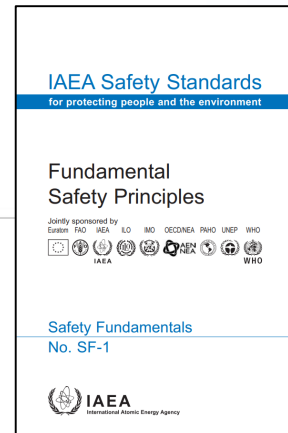 IAEA Safety Standards
for protecting people and the environment
Fundamental
Safety Principles
Jointly sponsored by
Euratom FAO IAEA ILO IMO OECD/NEA PAHO UNEP WHO
IAEA
AEN
NEA
WHO
Safety Fundamentals
No. SF-1
IAEA
International Atomic Energy Agency